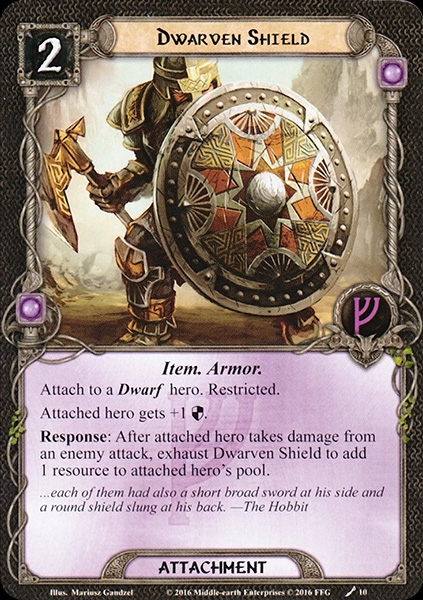 2
DWARVEN SHIELD
Item. Armor.
Attach to a Dwarf hero. Restricted.
Attached hero gets +1 .
Response: After attached hero takes damage from
an enemy attack, exhaust Dwarven Shield to add
1 resource to attached hero's pool.
...each of them had also a short broad sword at his side and
a round shield slung at his back. —The Hobbit
ATTACHMENT
Illus. Mariusz Gandzel © 2016 Middle-earth Enterprises © 2016 FFG 10